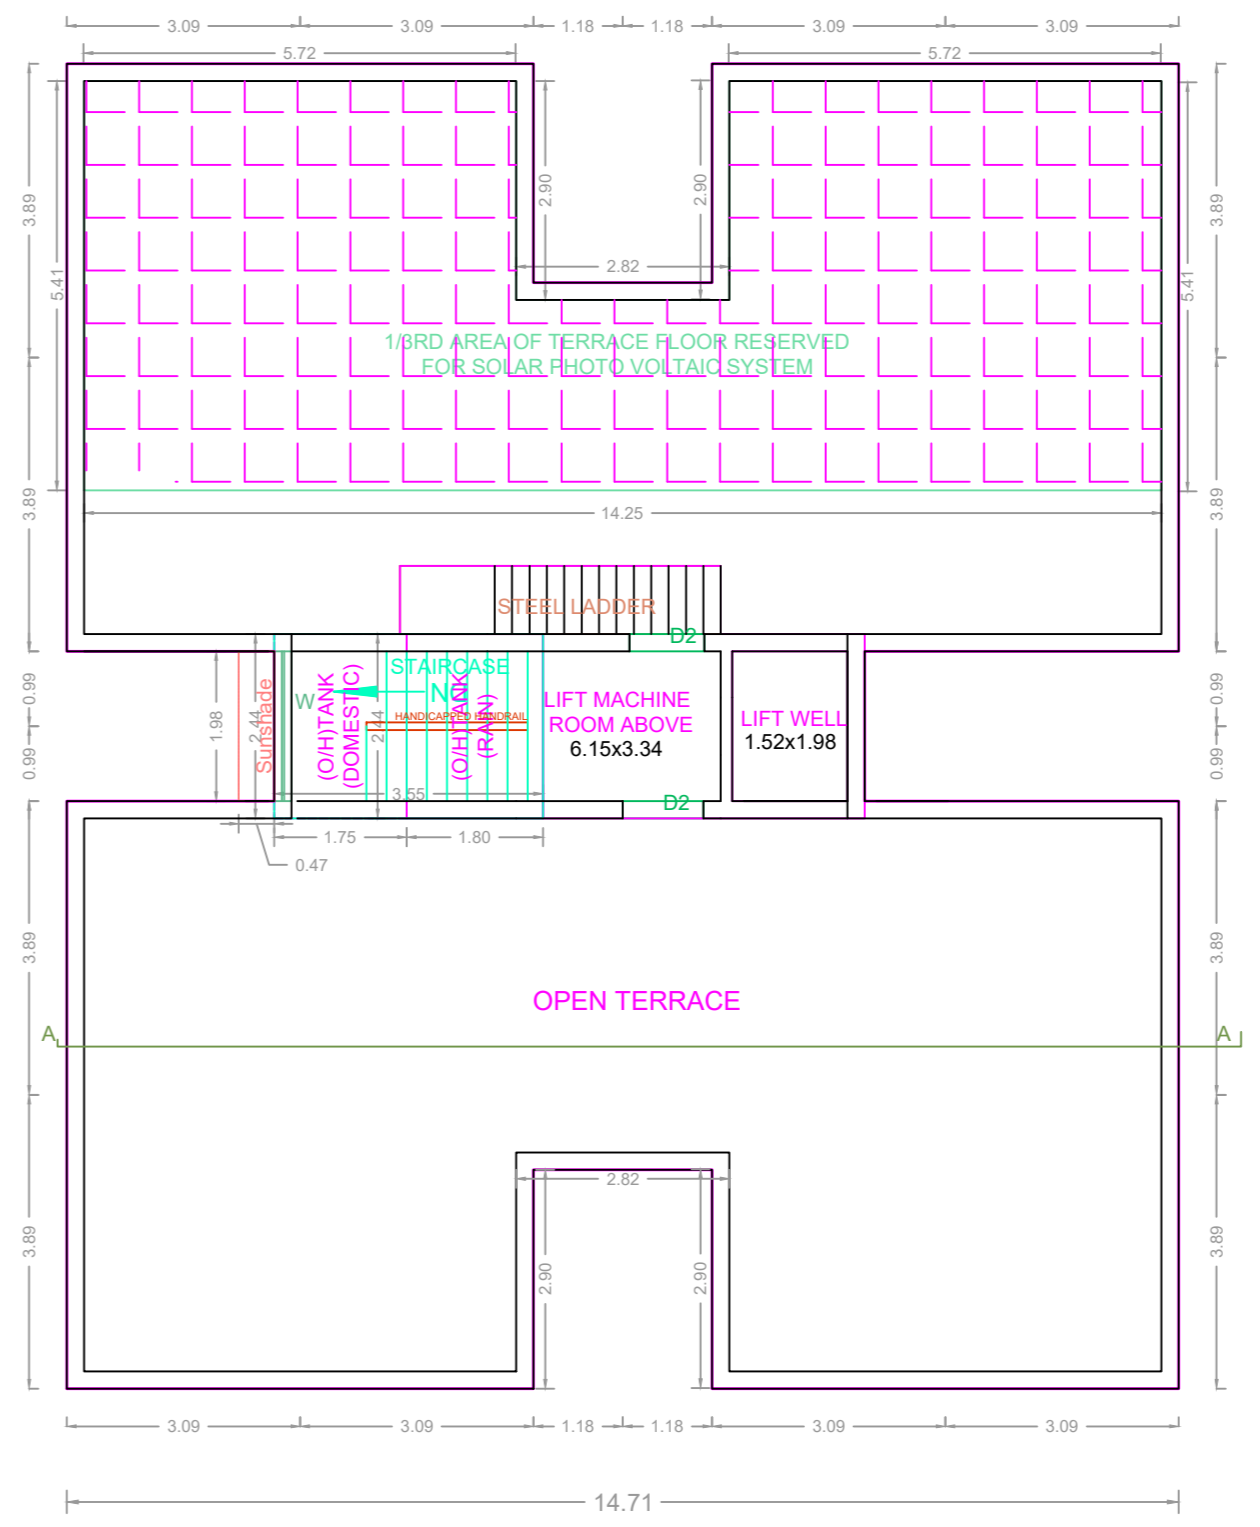 3.09 3.09 1.18 1.18 3.09 3.09
5.72 5.72
3.89 5.41 2.90 2.90 5.41 3.89
2.82
1/3RD AREA OF TERRACE FLOOR RESERVED
FOR SOLAR PHOTO VOLTAIC SYSTEM
3.89 14.25 3.89
STEEL LADDER
D2
STAIRCASE
0.99 0.99
0.99 0.99
1.98
2.44
Sunshade
W
(O/H)TANK
(DOMESTIC)
2.44
HANDICAPPED HANDRAIL
(O/H)TANK
(RAIN)
LIFT MACHINE
ROOM ABOVE
6.15x3.34
LIFT WELL
1.52x1.98
3.55
D2
1.75 1.80
0.47
3.89 3.89
OPEN TERRACE
A A
2.82
3.89 2.90 2.90 3.89
3.09 3.09 1.18 1.18 3.09 3.09
14.71